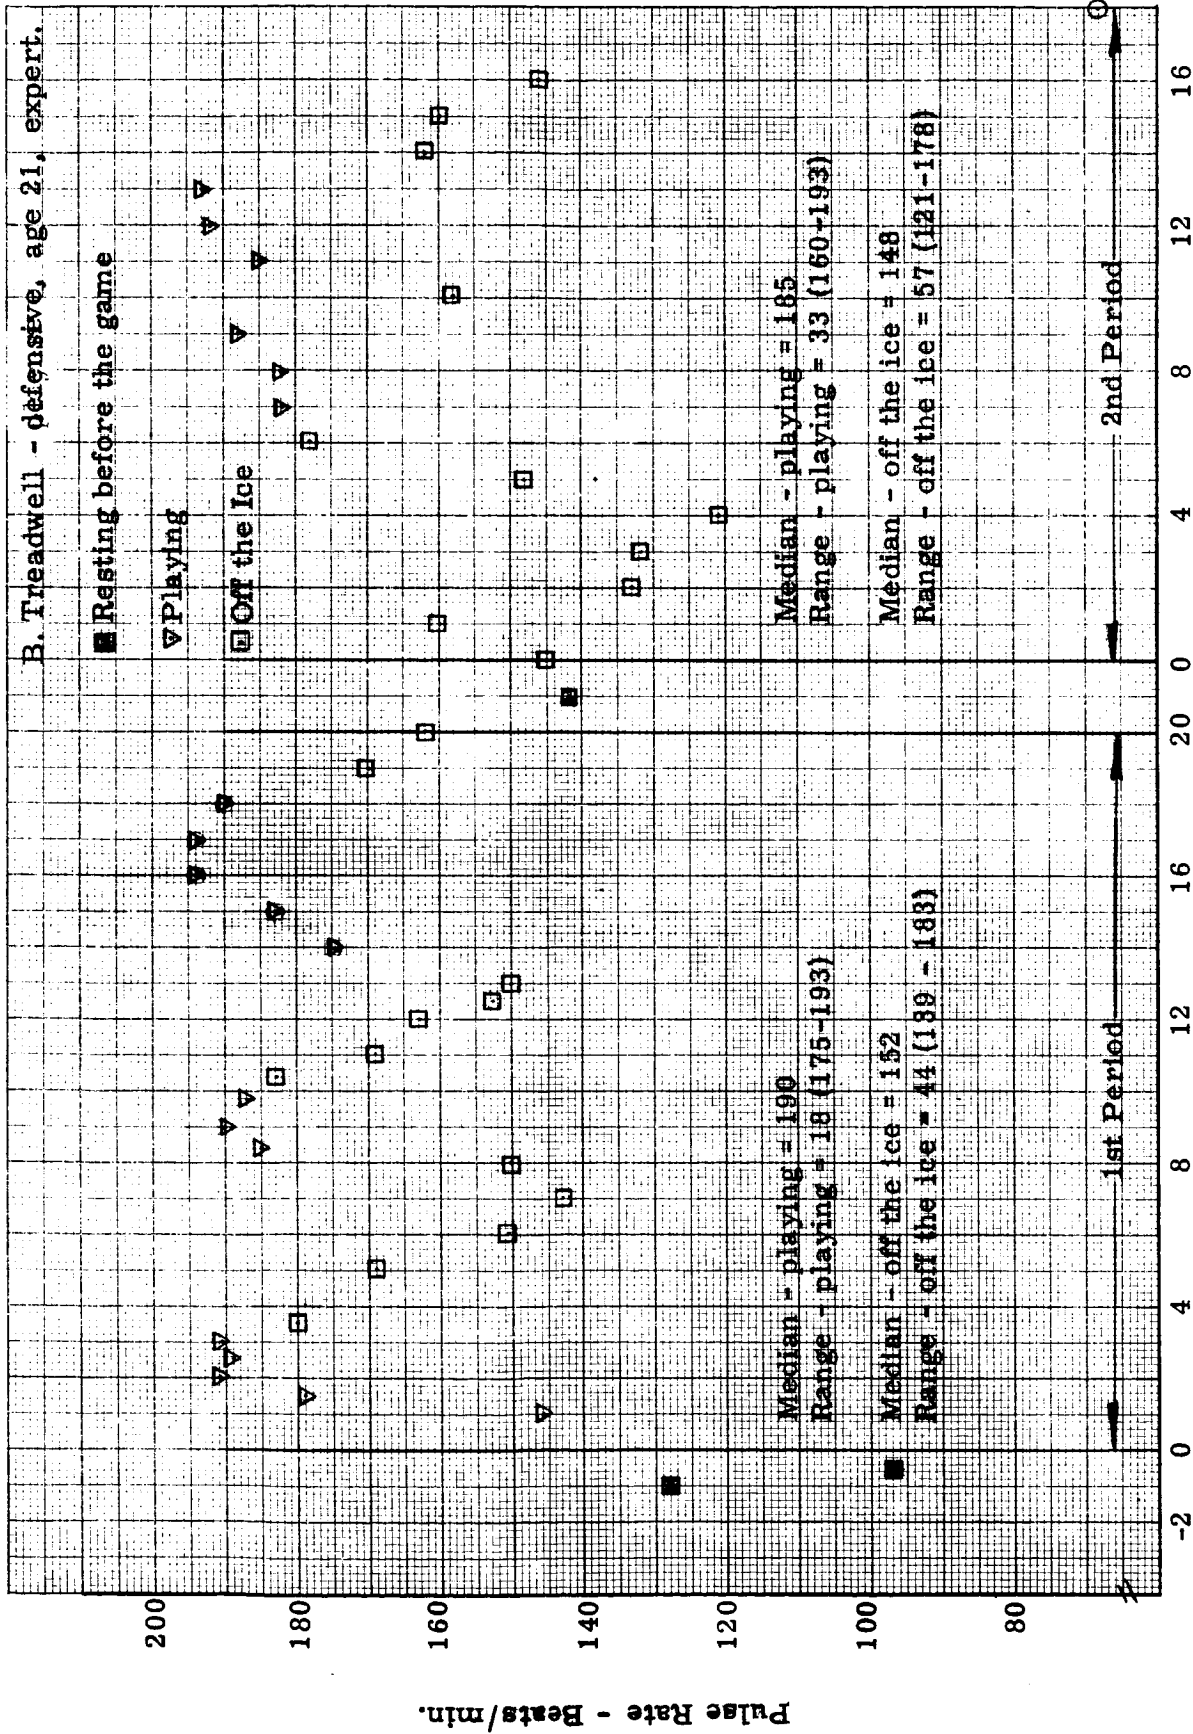 B. Treadwell - defensive, age 21, expert.
Resting before the game
Playing
Off the Ice
Pulse Rate - Beats/min.
200
180
160
140
120
100
80
Median - playing = 190
Range - playing = 18 (175-193)
Median - off the ice = 152
Range - off the ice = 44 (139 - 183)
Median - playing = 185
Range - playing = 33 (160-193)
Median - off the ice = 148
Range - off the ice = 57 (121-178)
1st Period
2nd Period
-2 0 4 8 12 16 20 0 4 8 12 16